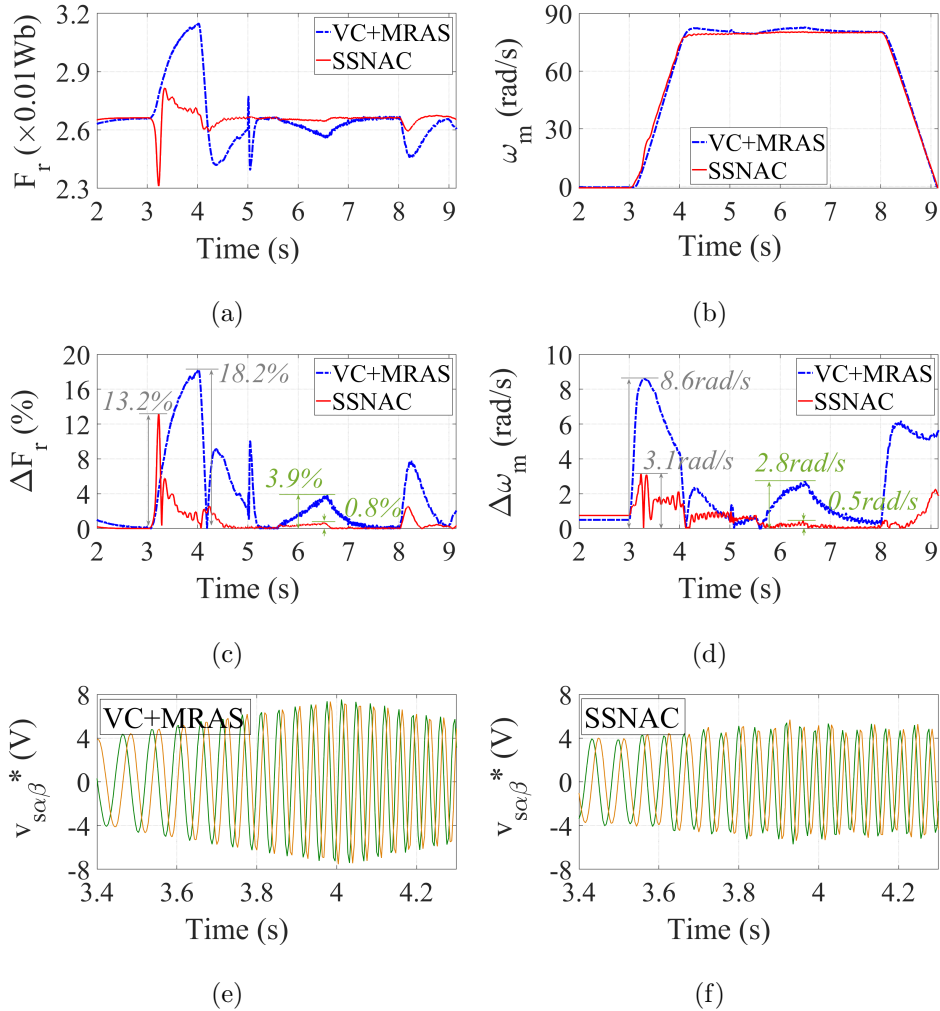 3.2
2.9
2.6
2.3
F_r (×0.01Wb)
VC+MRAS
SSNAC
2 3 4 5 6 7 8 9
Time (s)
(a)
90
60
30
0
ω_m (rad/s)
VC+MRAS
SSNAC
2 3 4 5 6 7 8 9
Time (s)
(b)
20
16
12
8
4
0
ΔF_r (%)
VC+MRAS
SSNAC
18.2%
13.2%
3.9%
0.8%
2 3 4 5 6 7 8 9
Time (s)
(c)
10
8
6
4
2
0
Δω_m (rad/s)
VC+MRAS
SSNAC
8.6rad/s
3.1rad/s
2.8rad/s
0.5rad/s
2 3 4 5 6 7 8 9
Time (s)
(d)
8
4
0
-4
-8
v_sαβ* (V)
VC+MRAS
3.4 3.6 3.8 4 4.2
Time (s)
(e)
8
4
0
-4
-8
v_sαβ* (V)
SSNAC
3.4 3.6 3.8 4 4.2
Time (s)
(f)